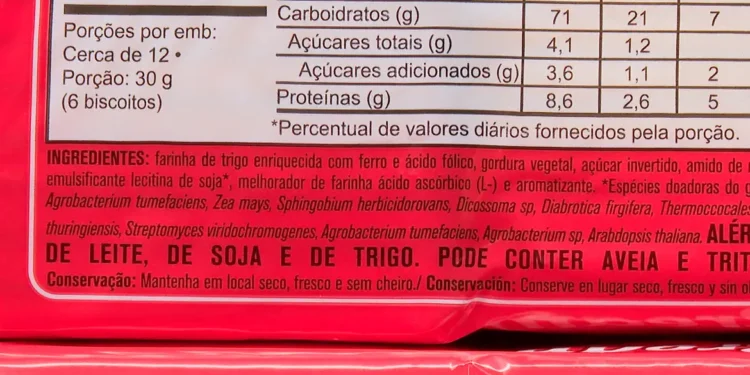 Carboidratos (g) 71 21 7
Porções por emb:
Açúcares totais (g) 4,1 1,2
Cerca de 12 •
Porção: 30 g
Açúcares adicionados (g) 3,6 1,1 2
(6 biscoitos)
Proteínas (g) 8,6 2,6 5
*Percentual de valores diários fornecidos pela porção.
INGREDIENTES: farinha de trigo enriquecida com ferro e ácido fólico, gordura vegetal, açúcar invertido, amido de
emulsificante lecitina de soja*, melhorador de farinha ácido ascórbico (L-) e aromatizante. *Espécies doadoras do
Agrobacterium tumefaciens, Zea mays, Sphingobium herbicidorovans, Dicossoma sp, Diabrotica firgifera, Thermoccocale
thuringiensis, Streptomyces viridochromogenes, Agrobacterium tumefaciens, Agrobacterium sp, Arabdopsis thaliana. ALÉR
DE LEITE, DE SOJA E DE TRIGO. PODE CONTER AVEIA E TRIT
Conservação: Mantenha em local seco, fresco e sem cheiro./ Conservación: Conserve en lugar seco, fresco y sin